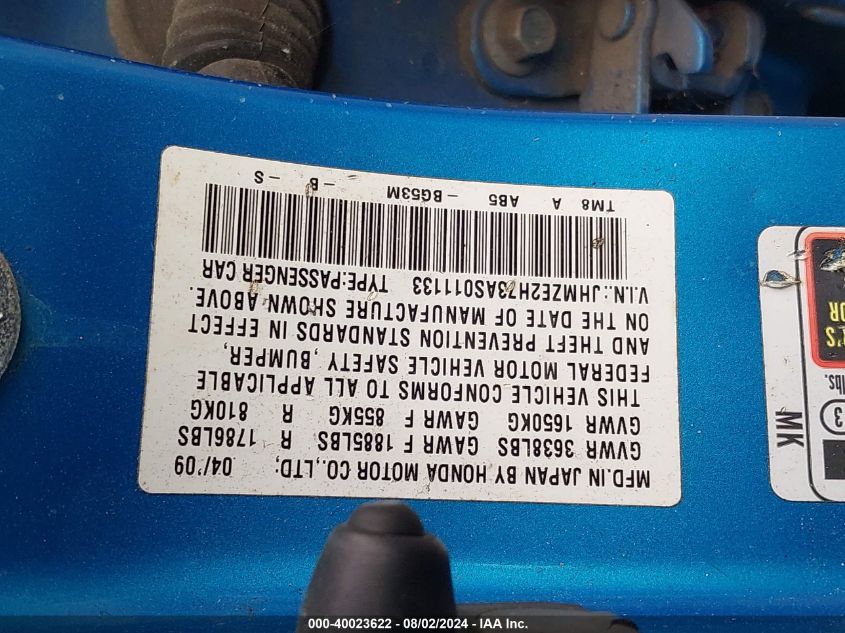 MFD.IN JAPAN BY HONDA MOTOR CO.,LTD; 04/'09
GVWR 3638LBS GAWR F 1885LBS R 1786LBS
GVWR 1650KG GAWR F 855KG R 810KG
THIS VEHICLE CONFORMS TO ALL APPLICABLE
FEDERAL MOTOR VEHICLE SAFETY, BUMPER,
AND THEFT PREVENTION STANDARDS IN EFFECT
ON THE DATE OF MANUFACTURE SHOWN ABOVE.
V.I.N.:JHMZE2H73AS011133 TYPE:PASSENGER CAR
TM8 A AB5 -BG53M -B -S
MK
3
lbs.
000-40023622 - 08/02/2024 - IAA Inc.